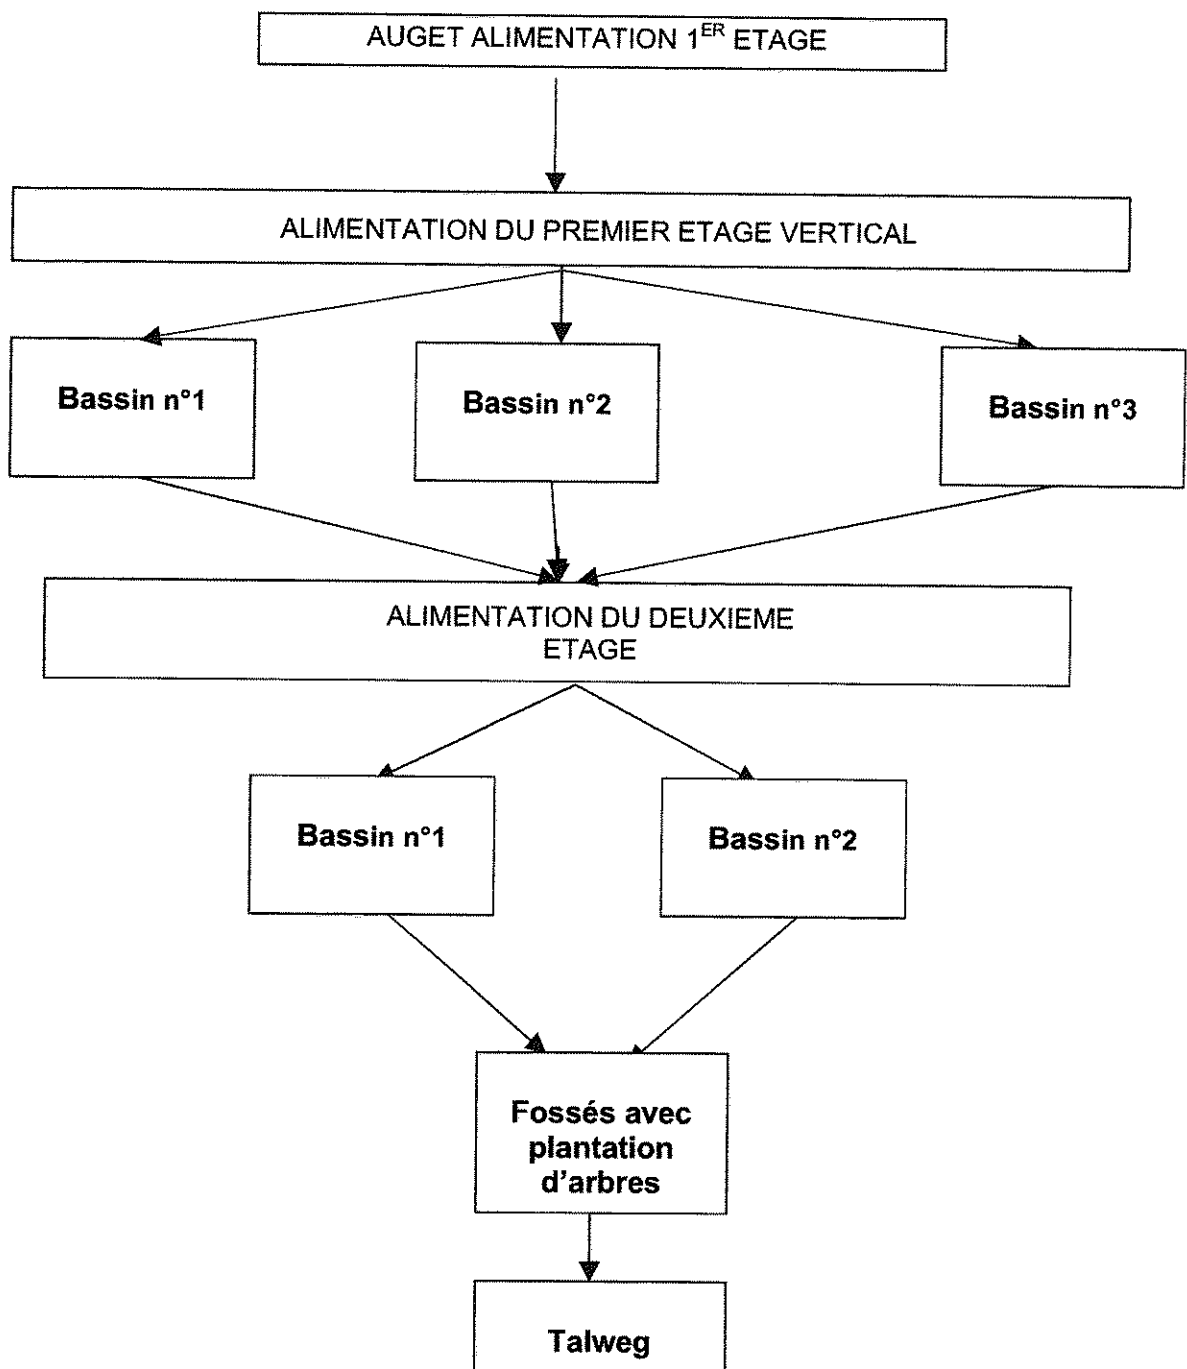 AUGET ALIMENTATION 1ER ETAGE
ALIMENTATION DU PREMIER ETAGE VERTICAL
Bassin n°1
Bassin n°2
Bassin n°3
ALIMENTATION DU DEUXIEME
ETAGE
Bassin n°1
Bassin n°2
Fossés avec
plantation
d'arbres
Talweg